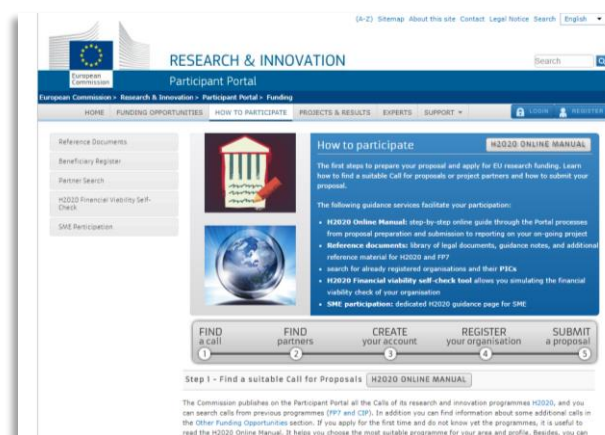 (A-Z) Sitemap About this site Contact Legal Notice Search English
RESEARCH & INNOVATION
Search
European
Commission
Participant Portal
European Commission > Research & Innovation > Participant Portal > Funding
HOME FUNDING OPPORTUNITIES HOW TO PARTICIPATE PROJECTS & RESULTS EXPERTS SUPPORT LOGIN REGISTER
Reference Documents
Beneficiary Register
Partner Search
H2020 Financial Viability Self-
Check
SME Participation
How to participate H2020 ONLINE MANUAL
The first steps to prepare your proposal and apply for EU research funding. Learn
how to find a suitable Call for proposals or project partners and how to submit your
proposal.
The following guidance services facilitate your participation:
• H2020 Online Manual: step-by-step online guide through the Portal processes
from proposal preparation and submission to reporting on your on-going project
• Reference documents: library of legal documents, guidance notes, and additional
reference material for H2020 and FP7
• search for already registered organisations and their PICs
• H2020 Financial viability self-check tool allows you simulating the financial
viability check of your organisation
• SME participation: dedicated H2020 guidance page for SME
FIND FIND CREATE REGISTER SUBMIT
a call partners your account your organisation a proposal
1 2 3 4 5
Step 1 - Find a suitable Call for Proposals H2020 ONLINE MANUAL
The Commission publishes on the Participant Portal all the Calls of its research and innovation programmes H2020, and you
can search calls from previous programmes (FP7 and CIP). In addition you can find information about some additional calls in
the Other Funding Opportunities section. If you apply for the first time and do not know yet the programmes, it is useful to
read the H2020 Online Manual. It helps you choose the most suitable programme for your area and profile. Besides, you can